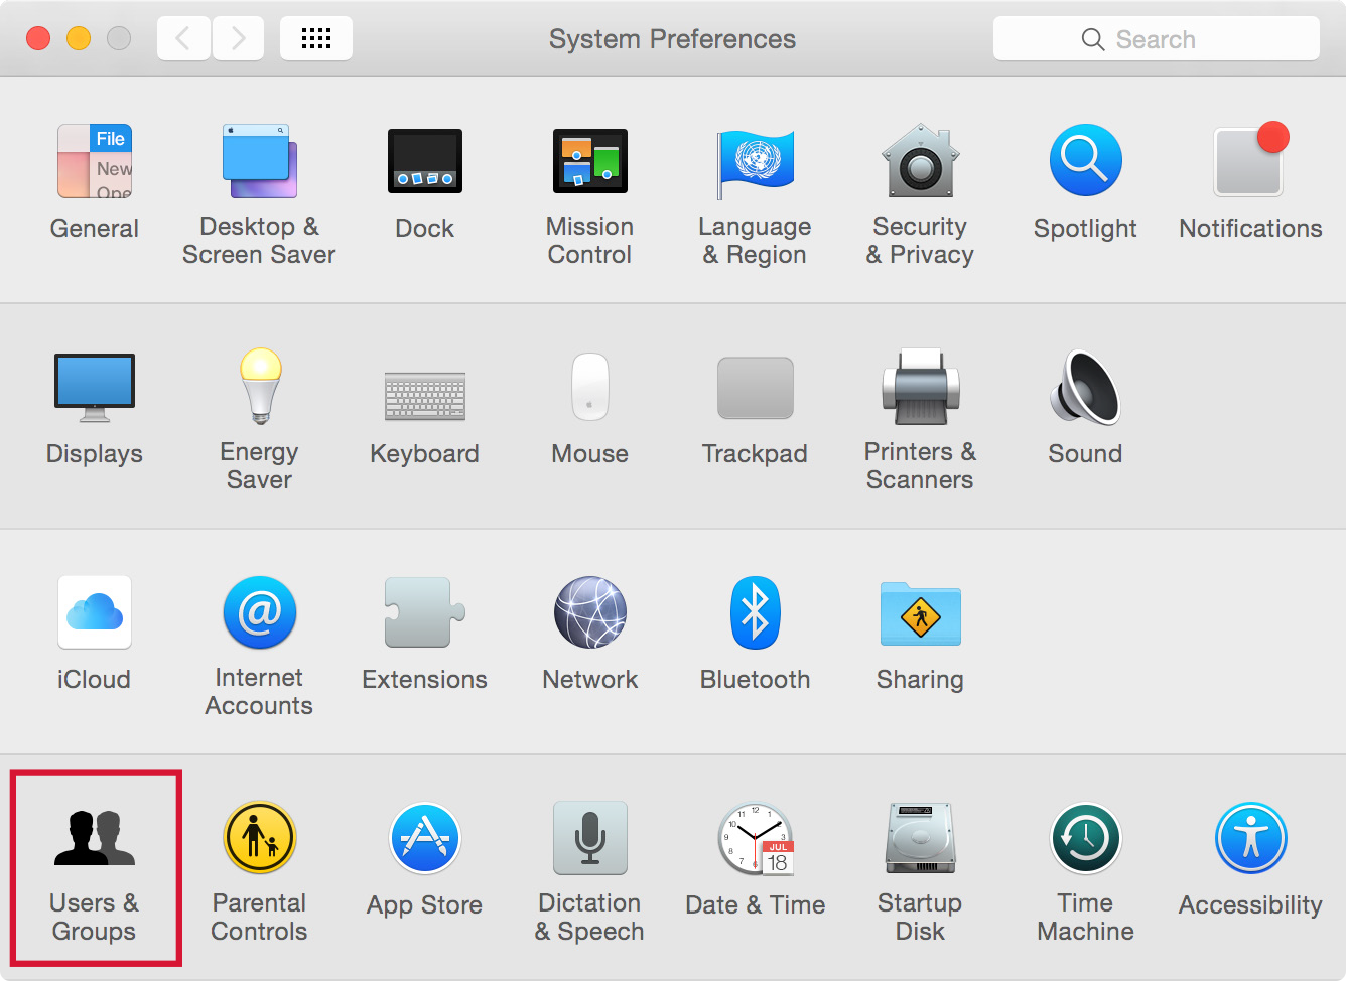 System Preferences
Search
File
New
Ope
General
Desktop &
Screen Saver
Dock
Mission
Control
Language
& Region
Security
& Privacy
Spotlight
Notifications
Displays
Energy
Saver
Keyboard
Mouse
Trackpad
Printers &
Scanners
Sound
iCloud
Internet
Accounts
Extensions
Network
Bluetooth
Sharing
Users &
Groups
Parental
Controls
App Store
Dictation
& Speech
JUL
18
Date & Time
Startup
Disk
Time
Machine
Accessibility